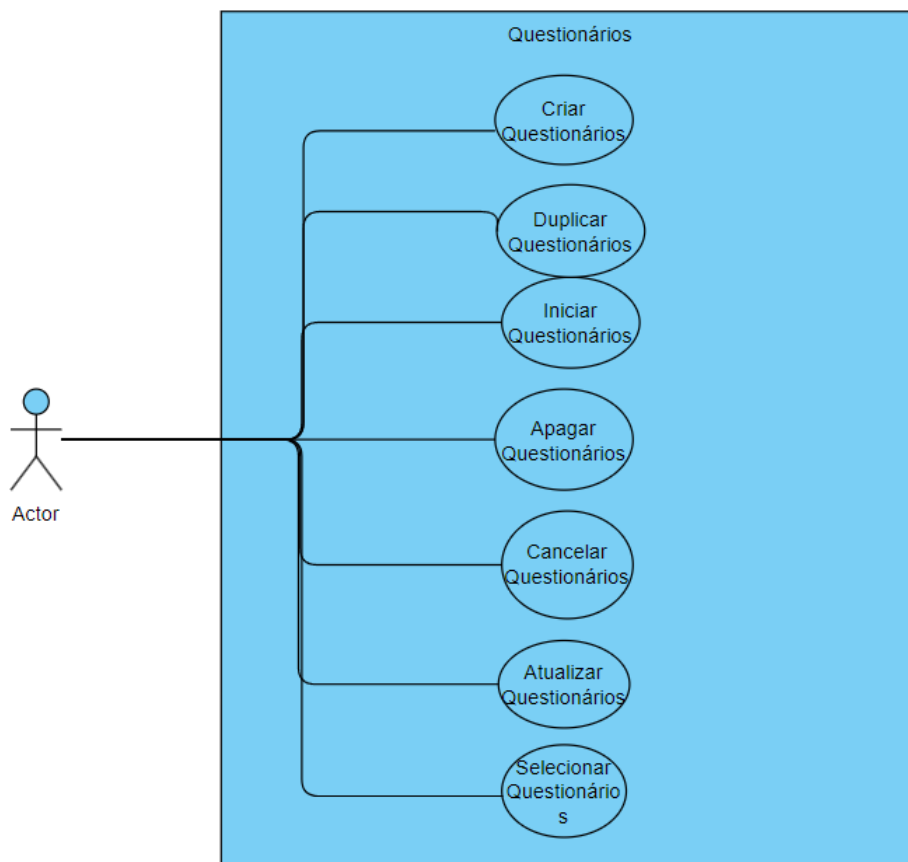 Questionários
Criar
Questionários
Duplicar
Questionários
Iniciar
Questionários
Apagar
Questionários
Actor
Cancelar
Questionários
Atualizar
Questionários
Selecionar
Questionário
s